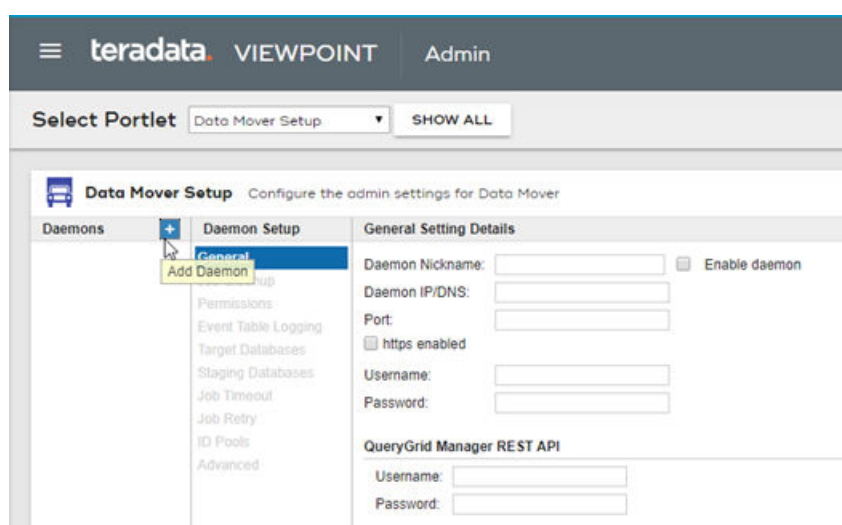 teradata. VIEWPOINT Admin
Select Portlet Data Mover Setup SHOW ALL
Data Mover Setup Configure the admin settings for Data Mover
Daemons + Daemon Setup General Setting Details
General
Add Daemon
Permissions
Event Table Logging
Target Databases
Staging Databases
Job Timeout
Job Retry
ID Pools
Advanced
Daemon Nickname: Enable daemon
Daemon IP/DNS:
Port:
https enabled
Username:
Password:
QueryGrid Manager REST API
Username:
Password: